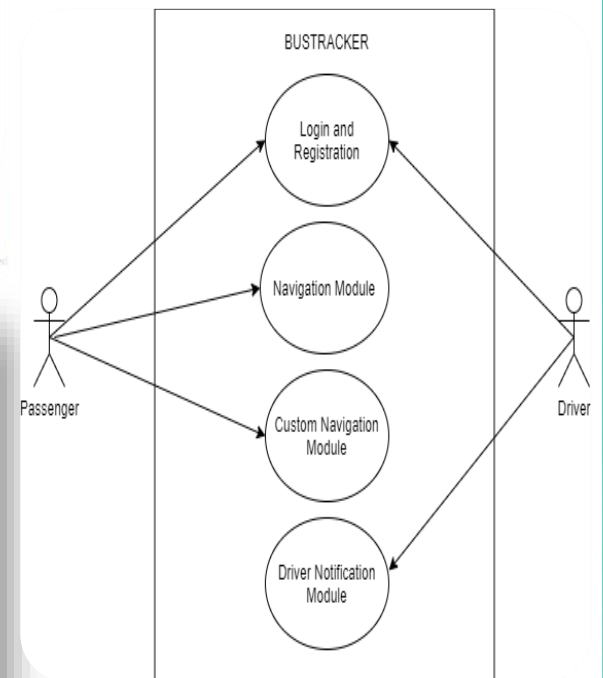 BUSTRACKER
Login and
Registration
Navigation Module
Passenger
Driver
Custom Navigation
Module
Driver Notification
Module